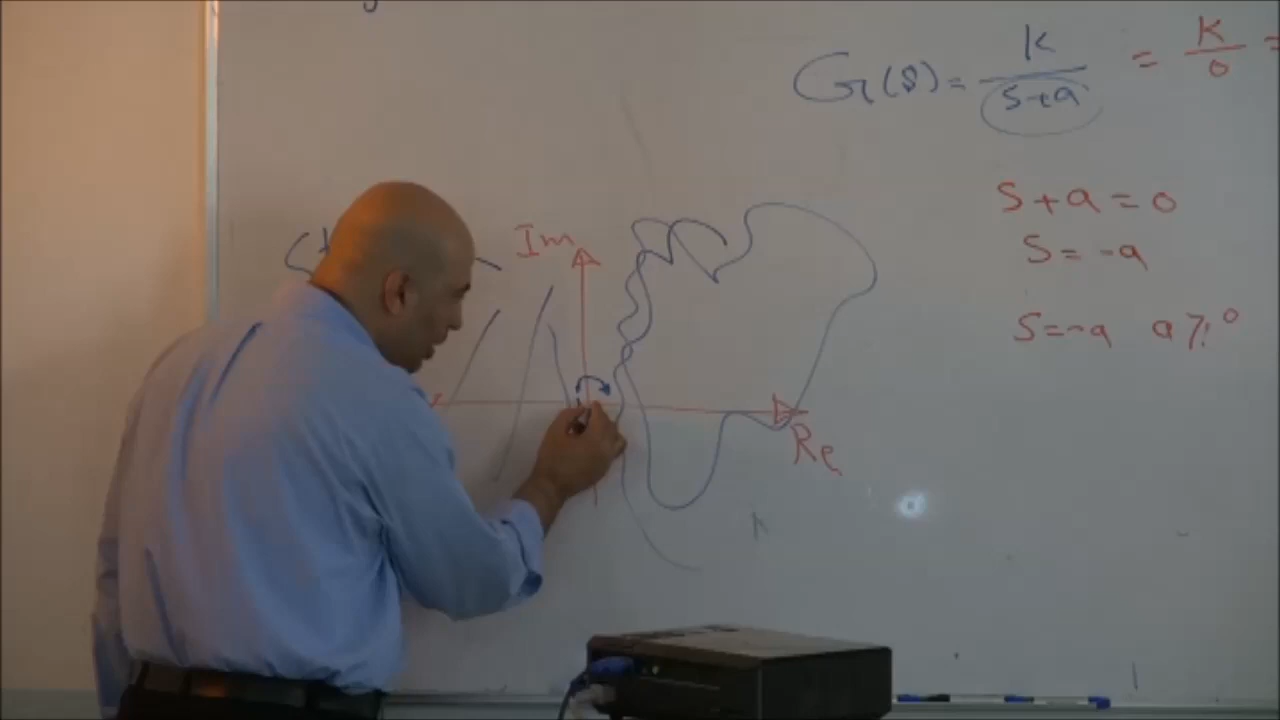 G(s) = K / (s+a) = K / 0 =
s+a=0
s=-a
s=-a a>0
Im
Re